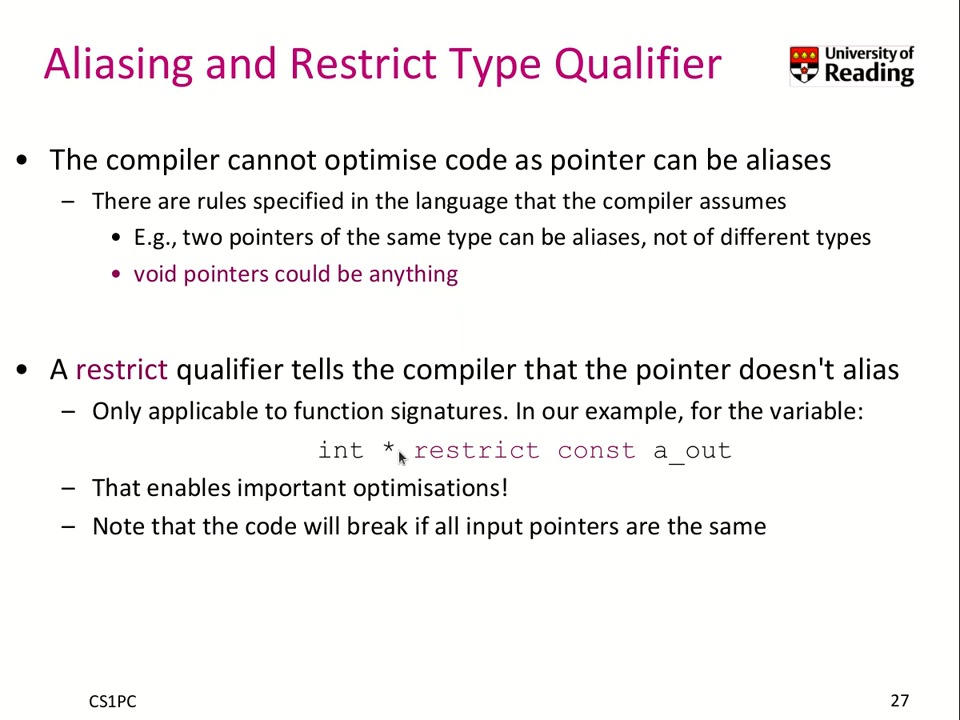 Aliasing and Restrict Type Qualifier
University of
Reading
• The compiler cannot optimise code as pointer can be aliases
– There are rules specified in the language that the compiler assumes
• E.g., two pointers of the same type can be aliases, not of different types
• void pointers could be anything
• A restrict qualifier tells the compiler that the pointer doesn't alias
– Only applicable to function signatures. In our example, for the variable:
int * restrict const a_out
– That enables important optimisations!
– Note that the code will break if all input pointers are the same
CS1PC
27